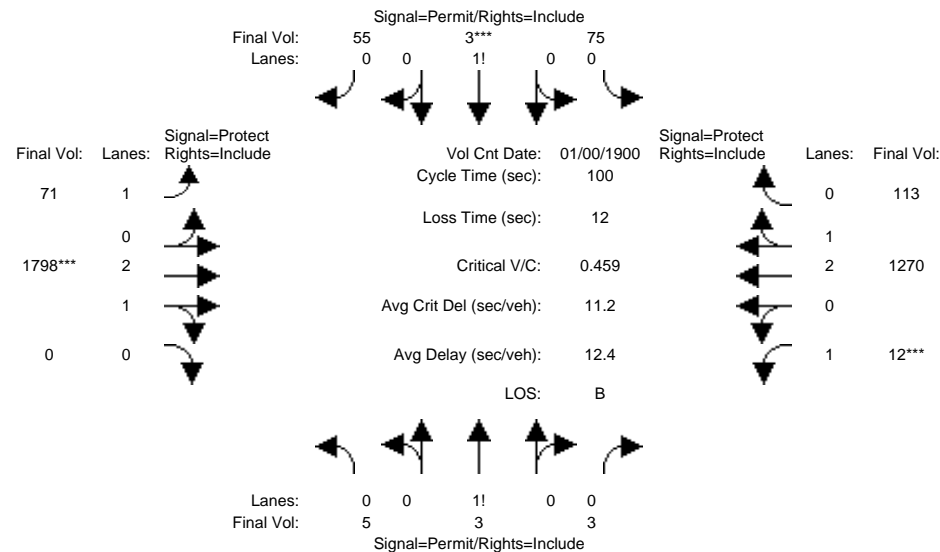 Signal=Permit/Rights=Include
Final Vol: 55 3*** 75
Lanes: 0 0 1! 0 0
Signal=Protect Signal=Protect
Final Vol: Lanes: Rights=Include Vol Cnt Date: 01/00/1900 Rights=Include Lanes: Final Vol:
Cycle Time (sec): 100
71 1 0 113
Loss Time (sec): 12
0 1
1798*** 2 Critical V/C: 0.459 2 1270
1 Avg Crit Del (sec/veh): 11.2 0
0 0 Avg Delay (sec/veh): 12.4 1 12***
LOS: B
Lanes: 0 0 1! 0 0
Final Vol: 5 3 3
Signal=Permit/Rights=Include